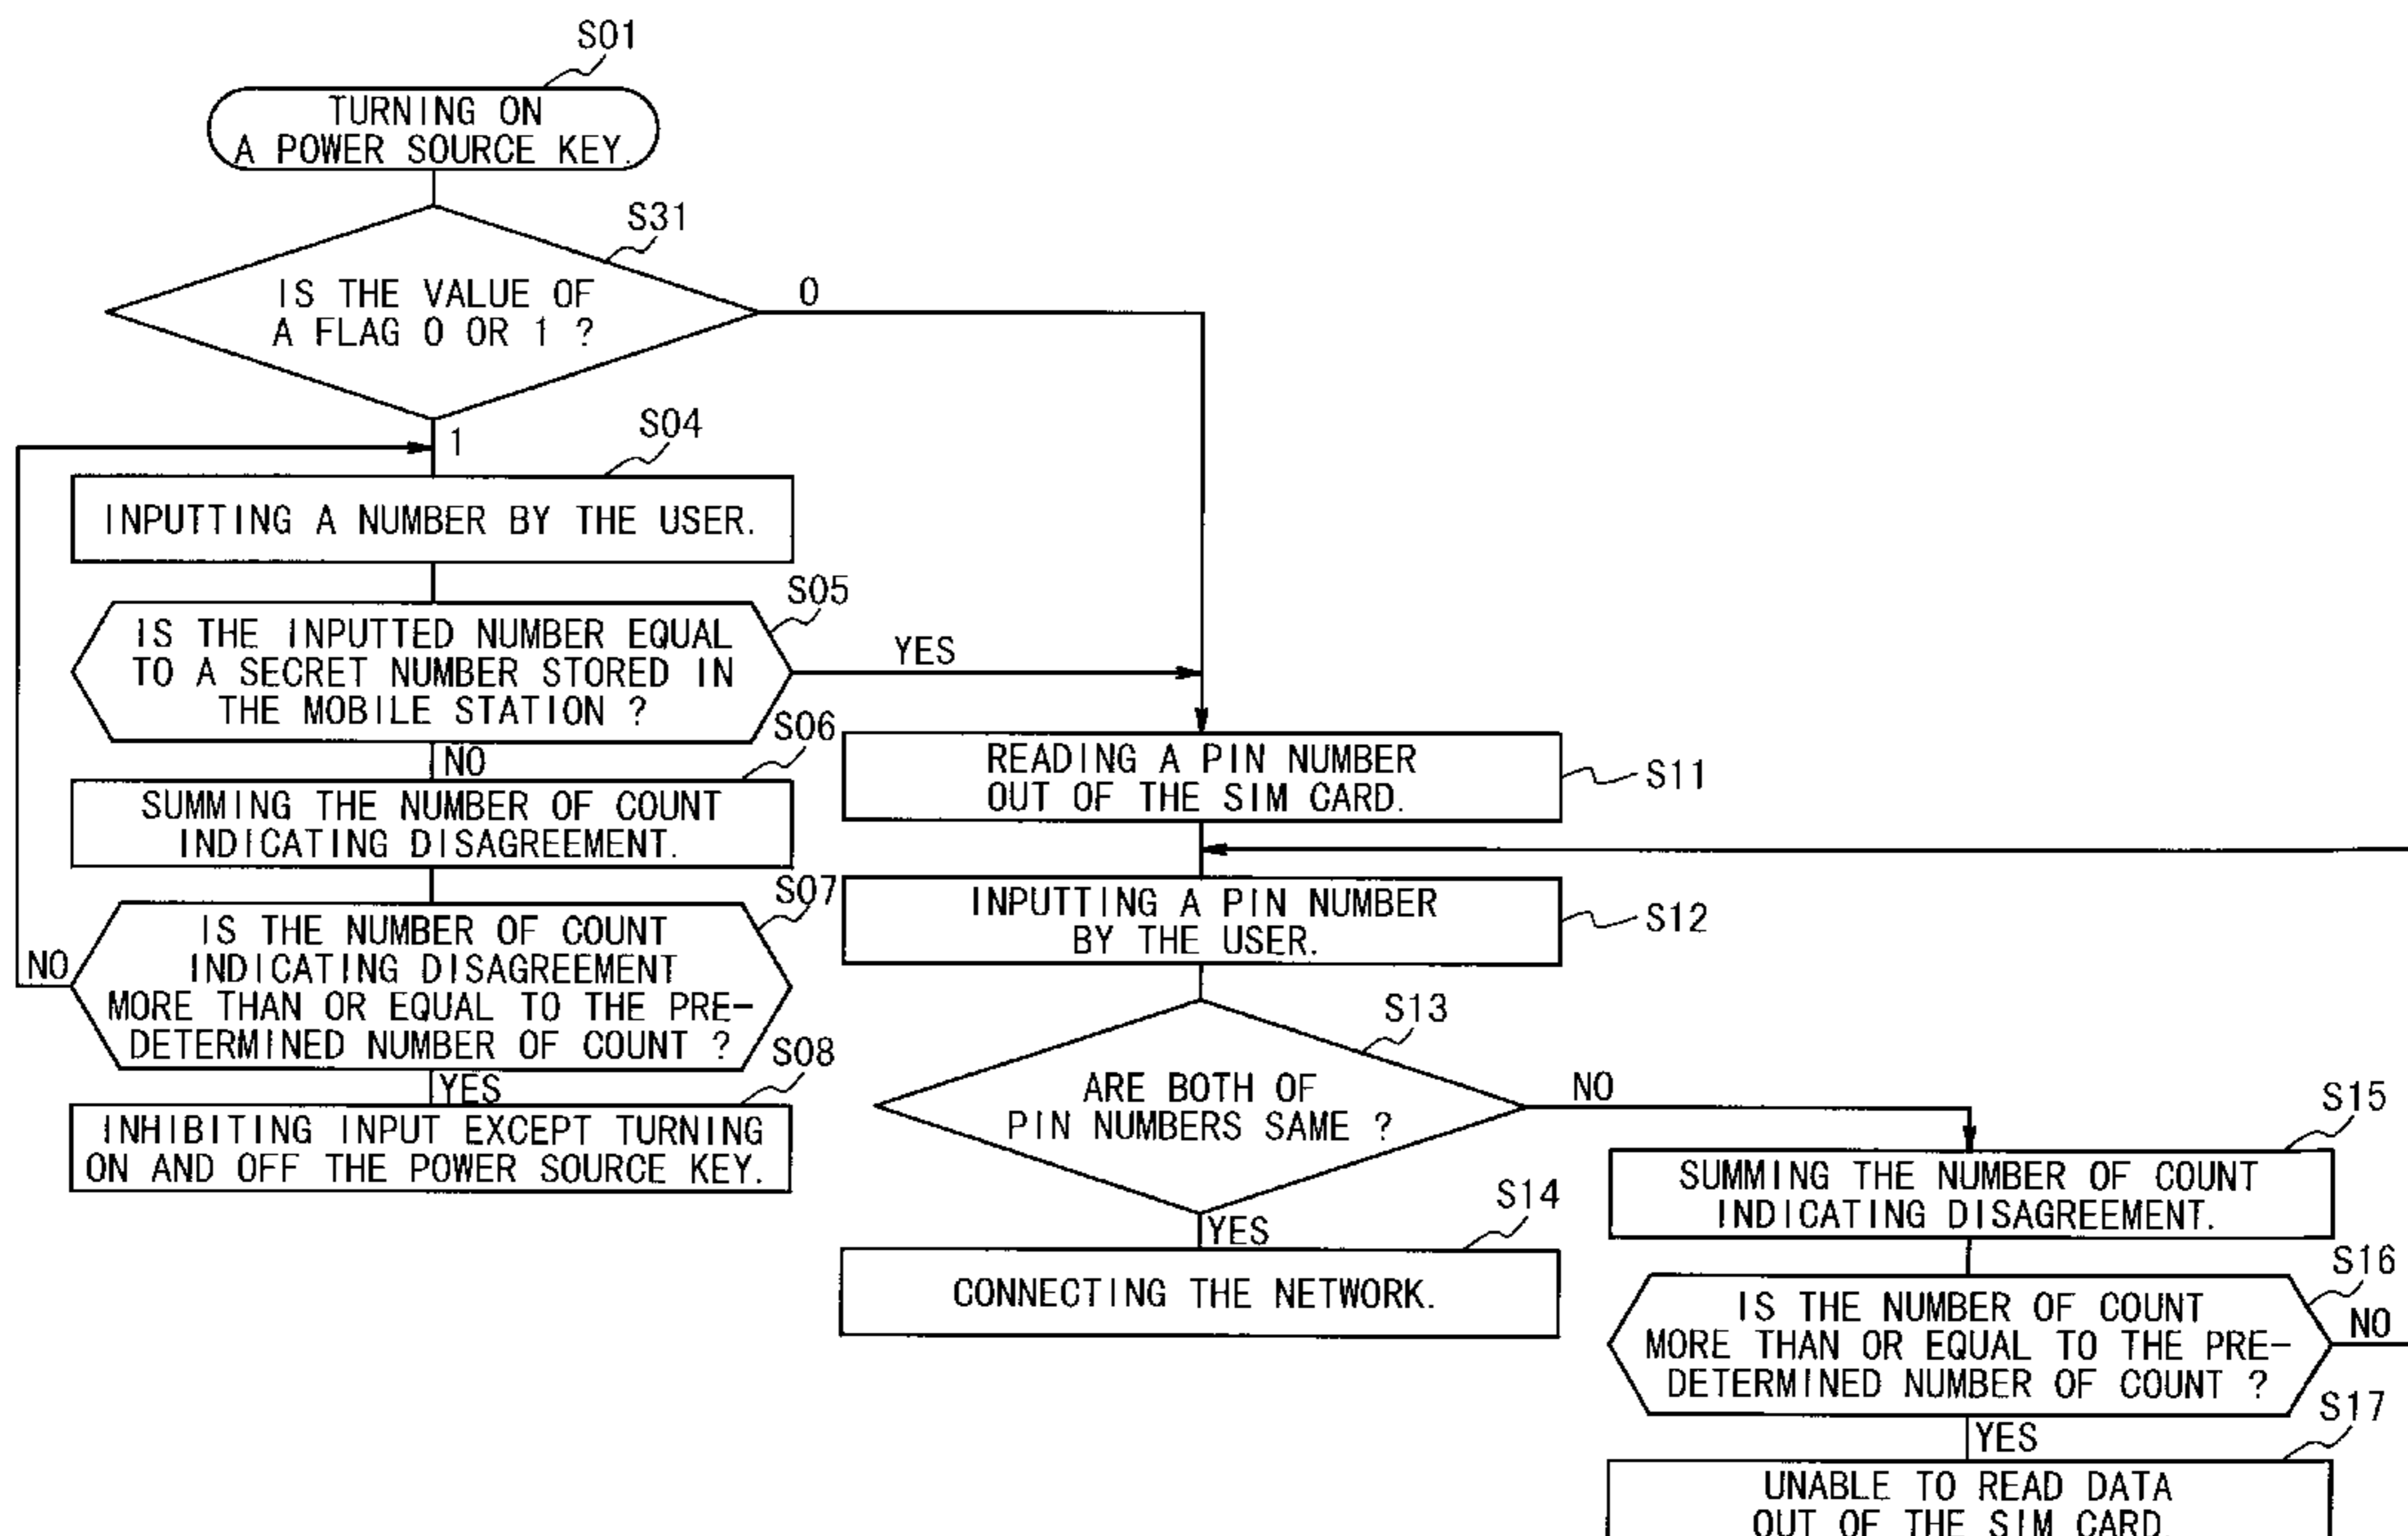 S01
TURNING ON
A POWER SOURCE KEY.
S31
IS THE VALUE OF
A FLAG 0 OR 1 ?
0
1
S04
INPUTTING A NUMBER BY THE USER.
S05
IS THE INPUTTED NUMBER EQUAL
TO A SECRET NUMBER STORED IN
THE MOBILE STATION ?
YES
NO
S06
SUMMING THE NUMBER OF COUNT
INDICATING DISAGREEMENT.
S07
IS THE NUMBER OF COUNT
INDICATING DISAGREEMENT
MORE THAN OR EQUAL TO THE PRE-
DETERMINED NUMBER OF COUNT ?
NO
YES
S08
INHIBITING INPUT EXCEPT TURNING
ON AND OFF THE POWER SOURCE KEY.
READING A PIN NUMBER
OUT OF THE SIM CARD.
S11
INPUTTING A PIN NUMBER
BY THE USER.
S12
S13
ARE BOTH OF
PIN NUMBERS SAME ?
NO
YES
S14
CONNECTING THE NETWORK.
S15
SUMMING THE NUMBER OF COUNT
INDICATING DISAGREEMENT.
S16
IS THE NUMBER OF COUNT
MORE THAN OR EQUAL TO THE PRE-
DETERMINED NUMBER OF COUNT ?
NO
YES
S17
UNABLE TO READ DATA
OUT OF THE SIM CARD